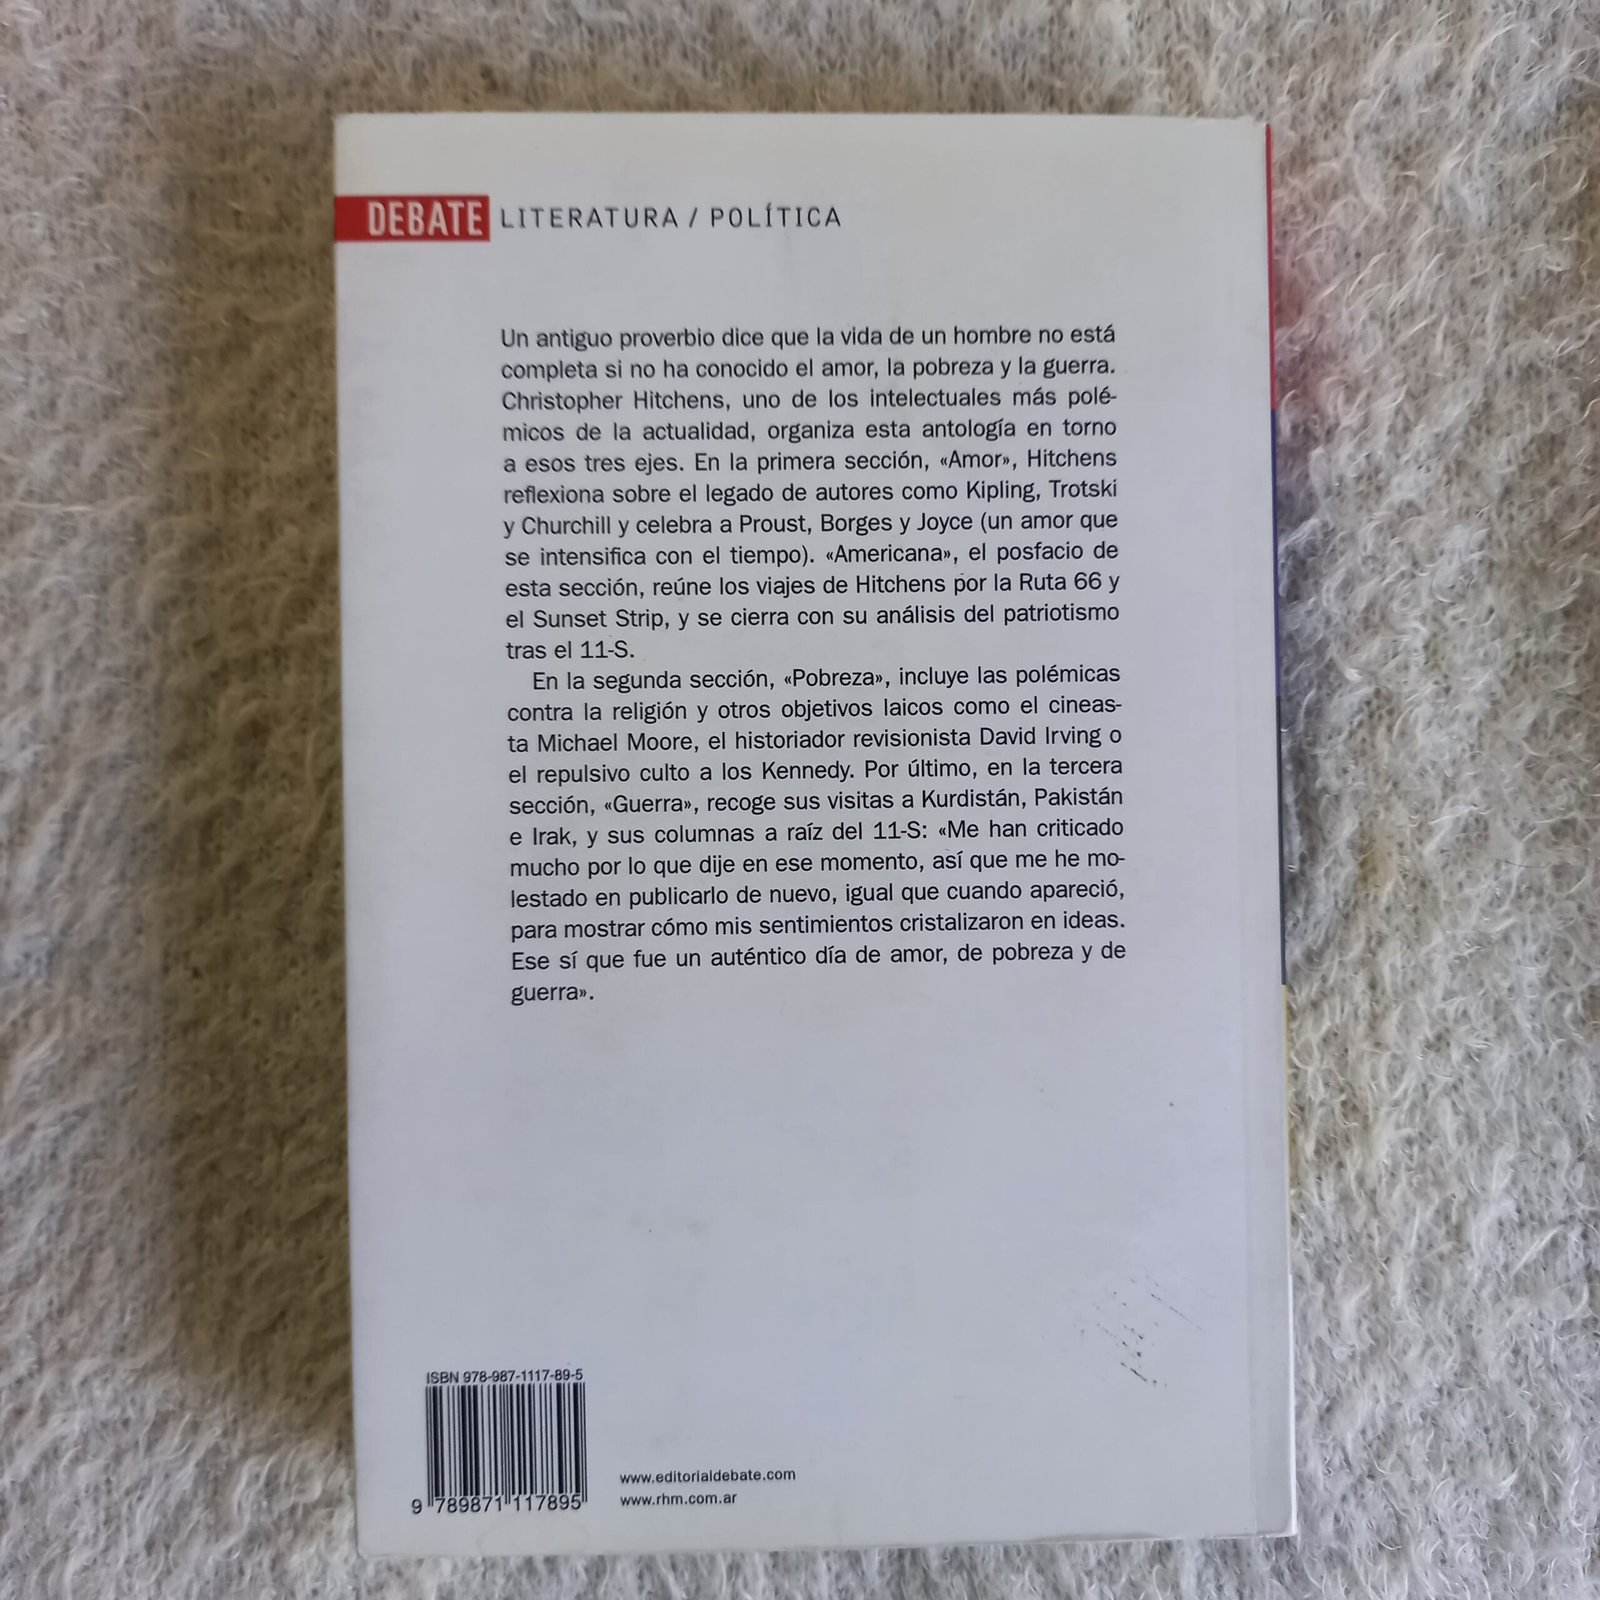 DEBATE LITERATURA / POLÍTICA
Un antiguo proverbio dice que la vida de un hombre no está
completa si no ha conocido el amor, la pobreza y la guerra.
Christopher Hitchens, uno de los intelectuales más polé-
micos de la actualidad, organiza esta antología en torno
a esos tres ejes. En la primera sección, «Amor», Hitchens
reflexiona sobre el legado de autores como Kipling, Trotski
y Churchill y celebra a Proust, Borges y Joyce (un amor que
se intensifica con el tiempo). «Americana», el posfacio de
esta sección, reúne los viajes de Hitchens por la Ruta 66 y
el Sunset Strip, y se cierra con su análisis del patriotismo
tras el 11-S.
En la segunda sección, «Pobreza», incluye las polémicas
contra la religión y otros objetivos laicos como el cineas-
ta Michael Moore, el historiador revisionista David Irving o
el repulsivo culto a los Kennedy. Por último, en la tercera
sección, «Guerra», recoge sus visitas a Kurdistán, Pakistán
e Irak, y sus columnas a raíz del 11-S: «Me han criticado
mucho por lo que dije en ese momento, así que me he mo-
lestado en publicarlo de nuevo, igual que cuando apareció,
para mostrar cómo mis sentimientos cristalizaron en ideas.
Ese sí que fue un auténtico día de amor, de pobreza y de
guerra».
ISBN 978-987-1117-89-5
9 789871 117895
www.editorialdebate.com
www.rhm.com.ar